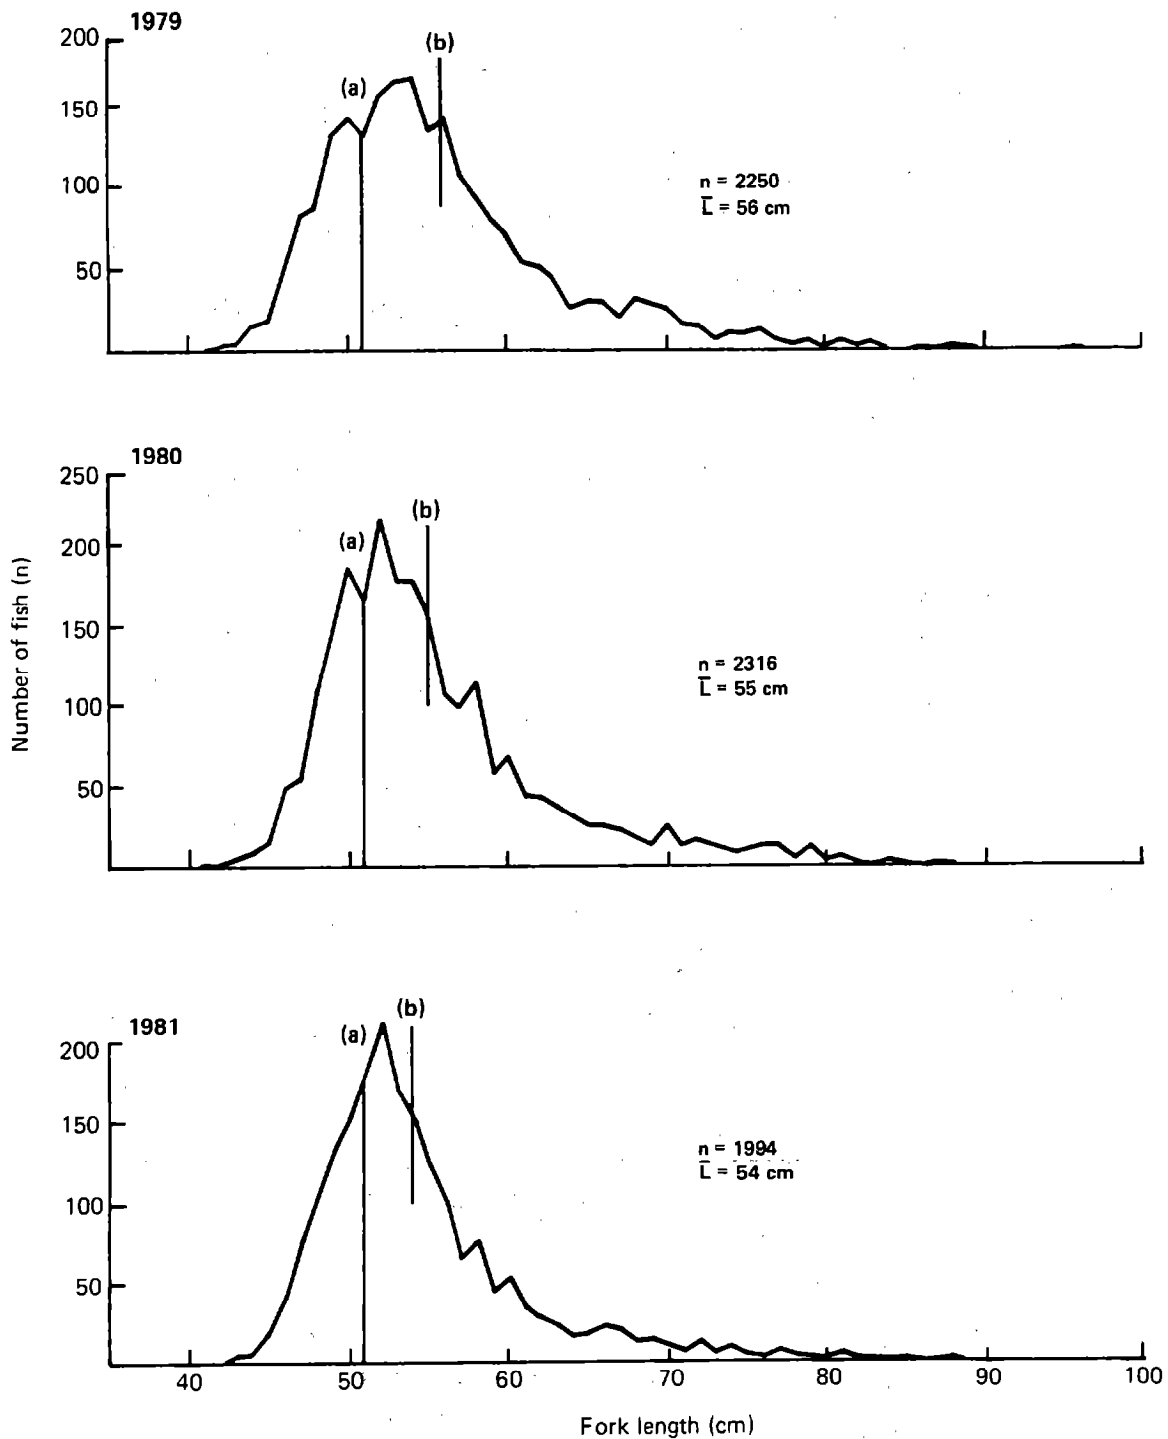 1979
200
(b)
(a)
150
100
n = 2250
L̅ = 56 cm
50
1980
250
(b)
(a)
200
150
n = 2316
L̅ = 55 cm
100
50
Number of fish (n)
1981
(b)
(a)
200
150
n = 1994
L̅ = 54 cm
100
50
40 50 60 70 80 90 100
Fork length (cm)